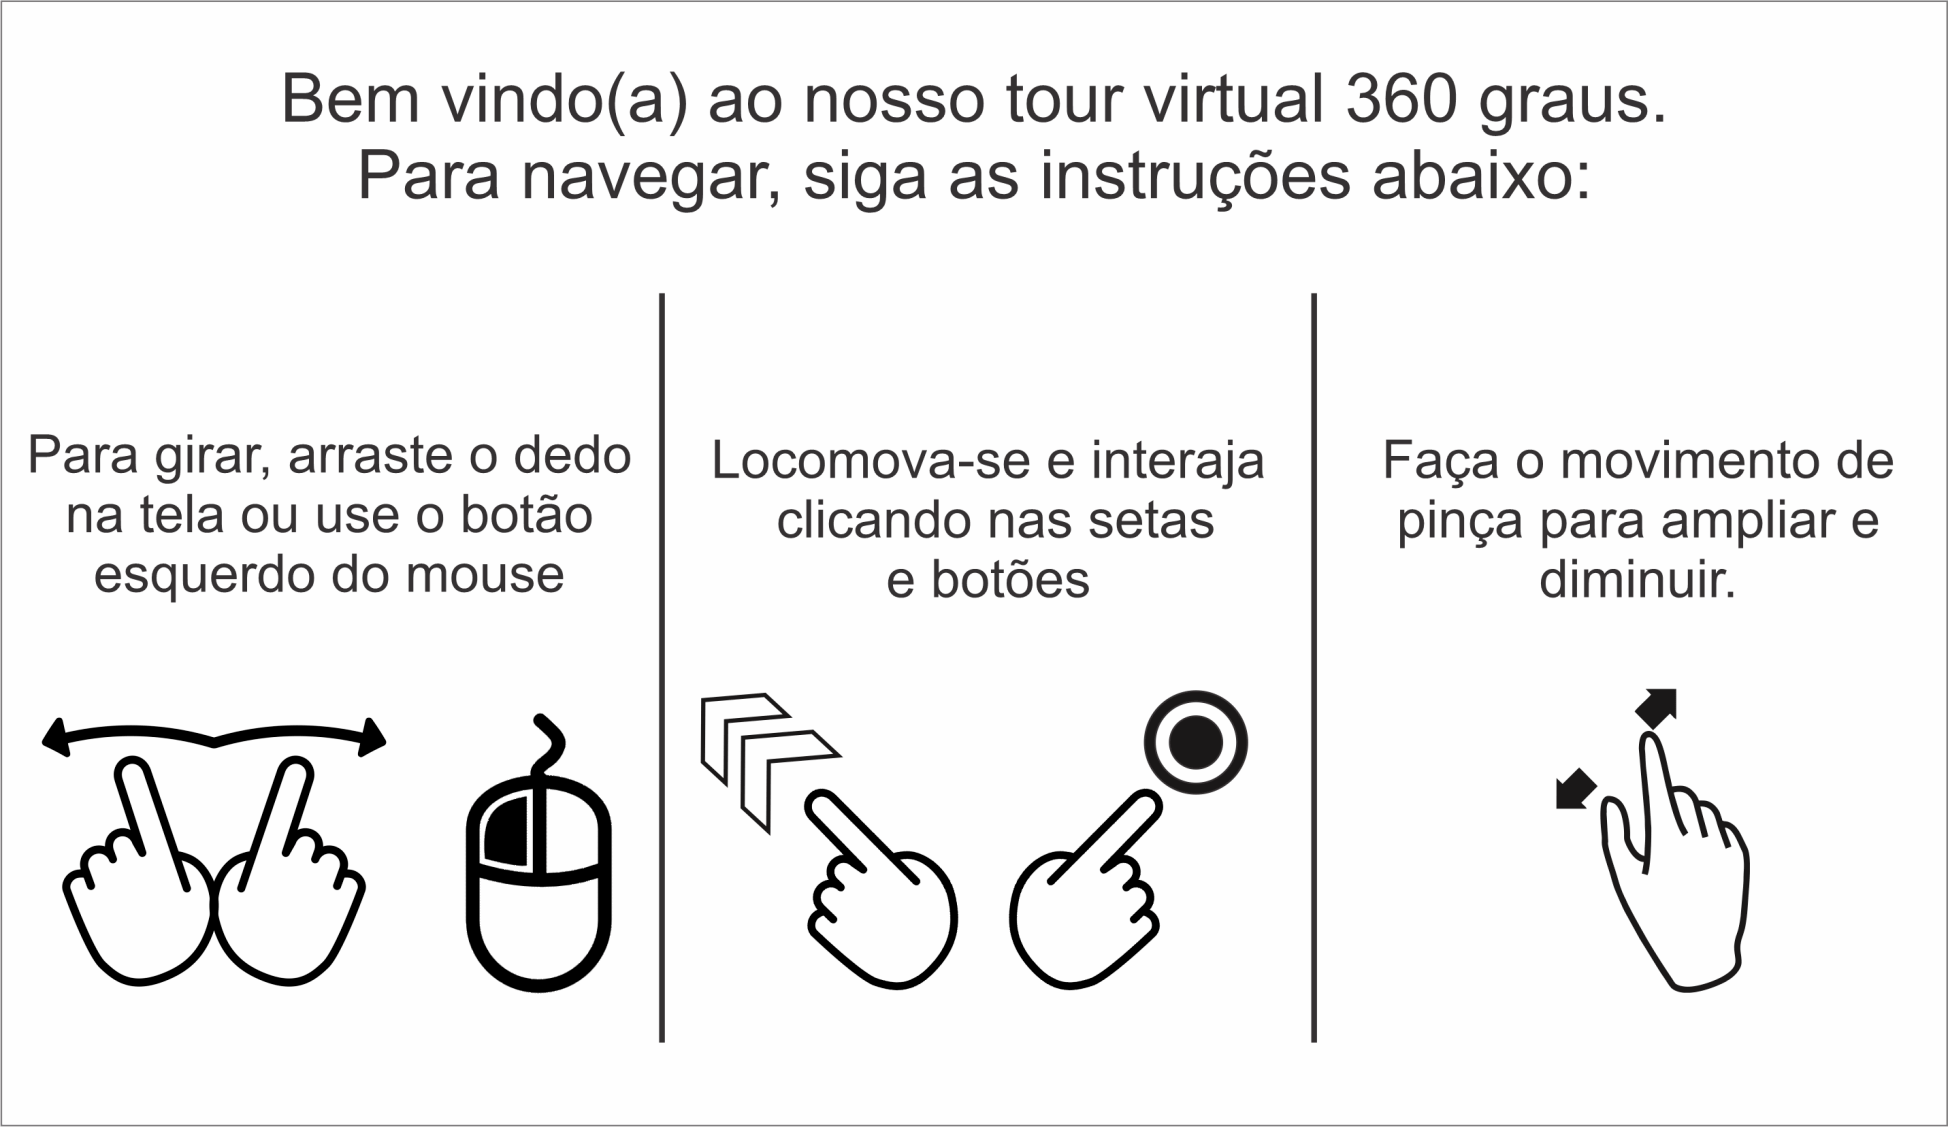 Bem vindo(a) ao nosso tour virtual 360 graus.
Para navegar, siga as instruções abaixo:
Para girar, arraste o dedo
na tela ou use o botão
esquerdo do mouse
Locomova-se e interaja
clicando nas setas
e botões
Faça o movimento de
pinça para ampliar e
diminuir.